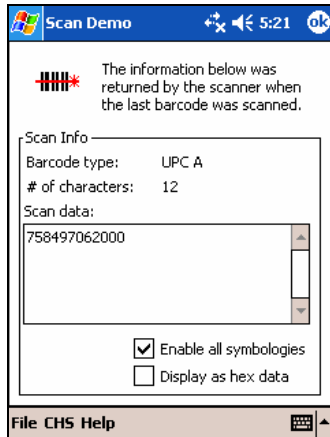 Scan Demo 5:21 ok
The information below was
returned by the scanner when
the last barcode was scanned.
Scan Info
Barcode type: UPC A
# of characters: 12
Scan data:
758497062000
Enable all symbologies
Display as hex data
File CHS Help